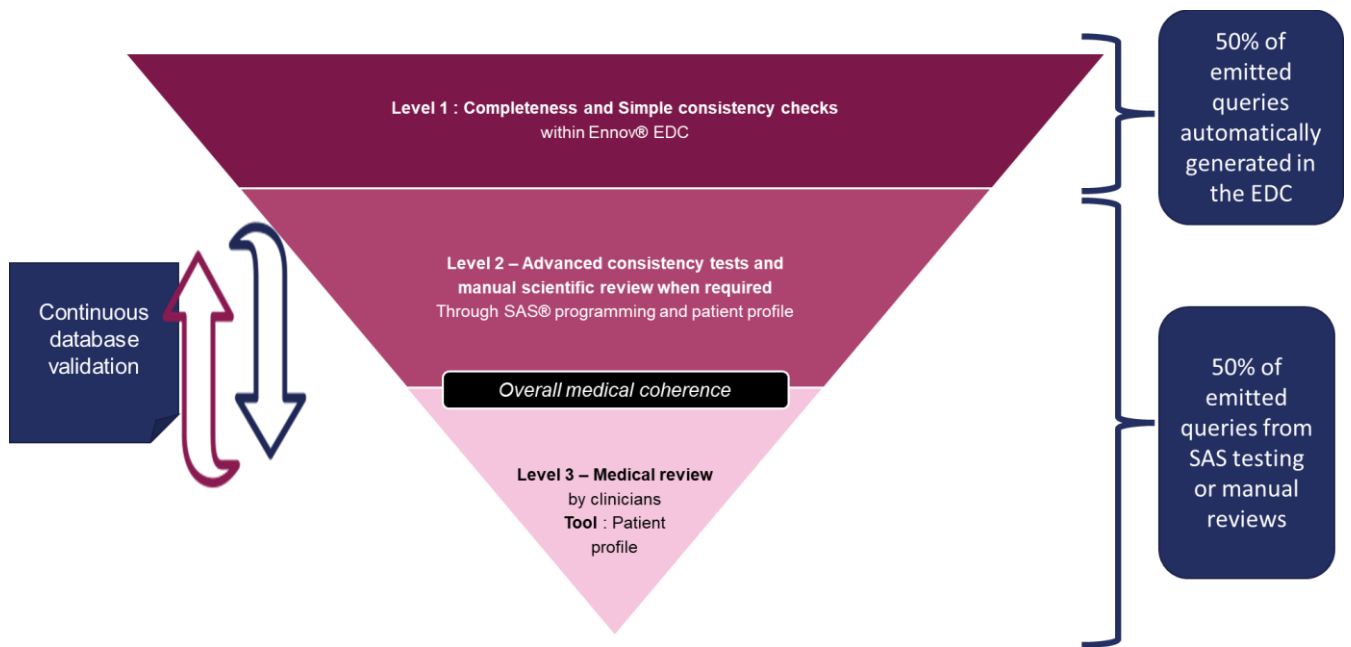 Level 1 : Completeness and Simple consistency checks
within Ennov® EDC
50% of
emitted
queries
automatically
generated in
the EDC
Level 2 – Advanced consistency tests and
manual scientific review when required
Through SAS® programming and patient profile
Continuous
database
validation
Overall medical coherence
50% of
emitted
queries from
SAS testing
or manual
reviews
Level 3 – Medical review
by clinicians
Tool : Patient
profile